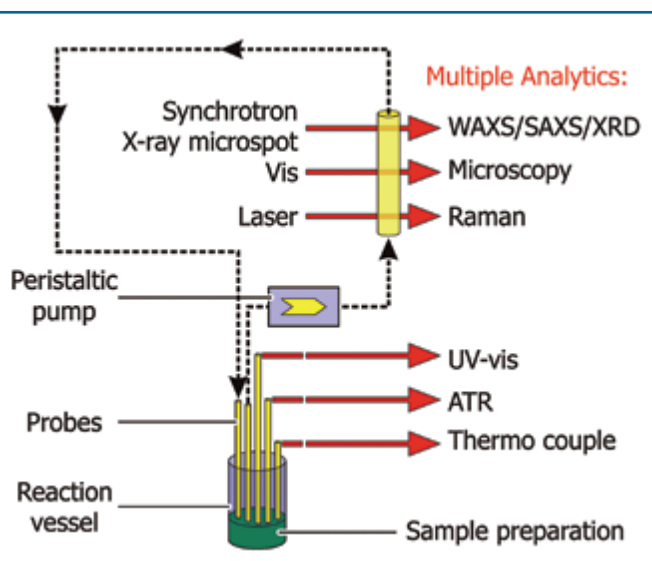 Multiple Analytics:
Synchrotron
X-ray microspot
WAXS/SAXS/XRD
Vis
Microscopy
Laser
Raman
Peristaltic
pump
UV-vis
ATR
Probes
Thermo couple
Reaction
vessel
Sample preparation